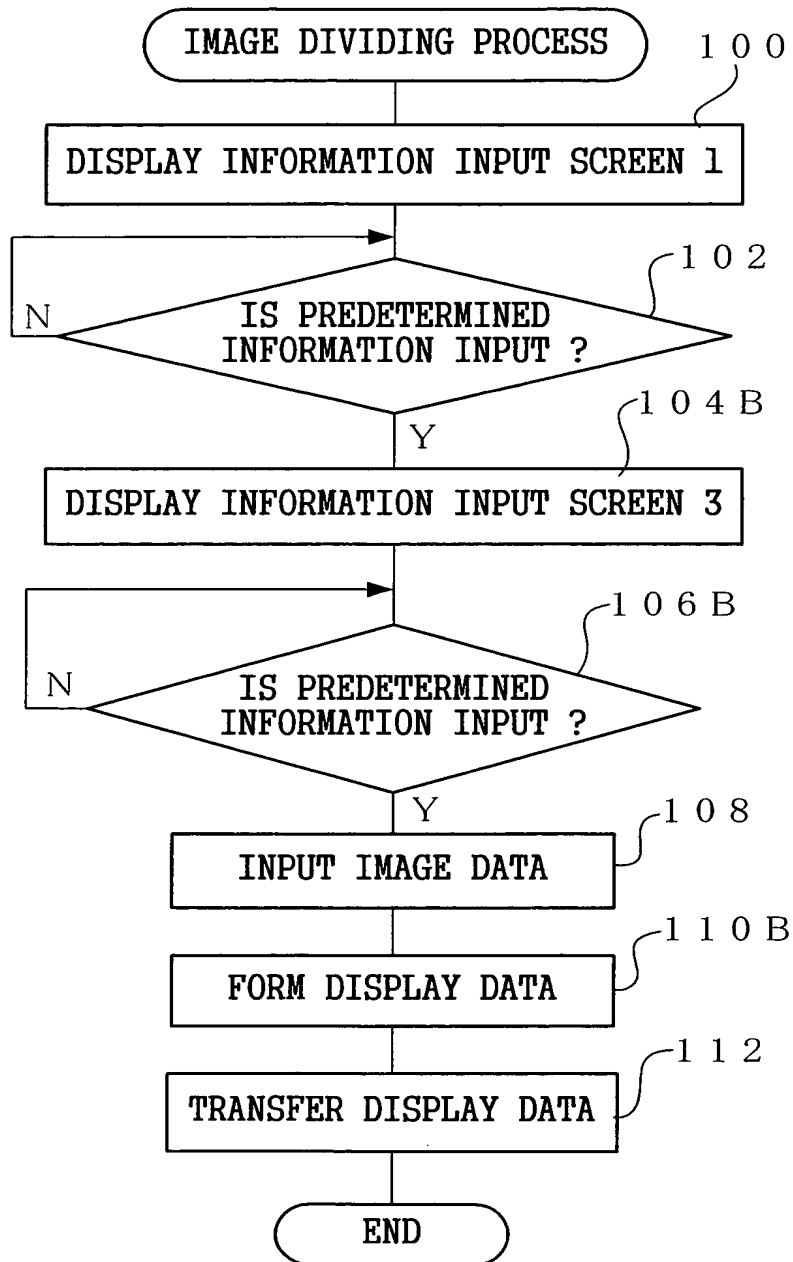 IMAGE DIVIDING PROCESS
100
DISPLAY INFORMATION INPUT SCREEN 1
102
N
IS PREDETERMINED
INFORMATION INPUT ?
Y
104B
DISPLAY INFORMATION INPUT SCREEN 3
106B
N
IS PREDETERMINED
INFORMATION INPUT ?
Y
108
INPUT IMAGE DATA
110B
FORM DISPLAY DATA
112
TRANSFER DISPLAY DATA
END